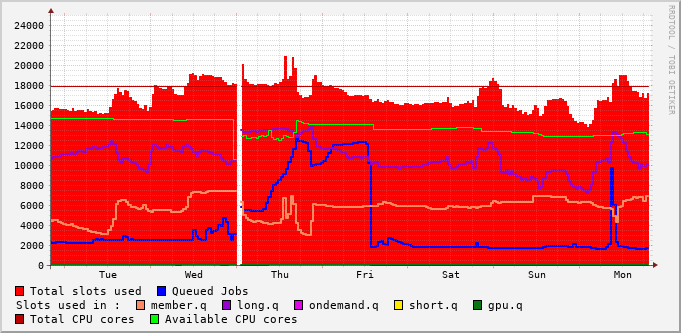 24000
22000
20000
18000
16000
14000
12000
10000
8000
6000
4000
2000
0
Tue Wed Thu Fri Sat Sun Mon
RRDTOOL / TOBI OETIKER
Total slots used Queued Jobs
Slots used in : member.q long.q ondemand.q short.q gpu.q
Total CPU cores Available CPU cores